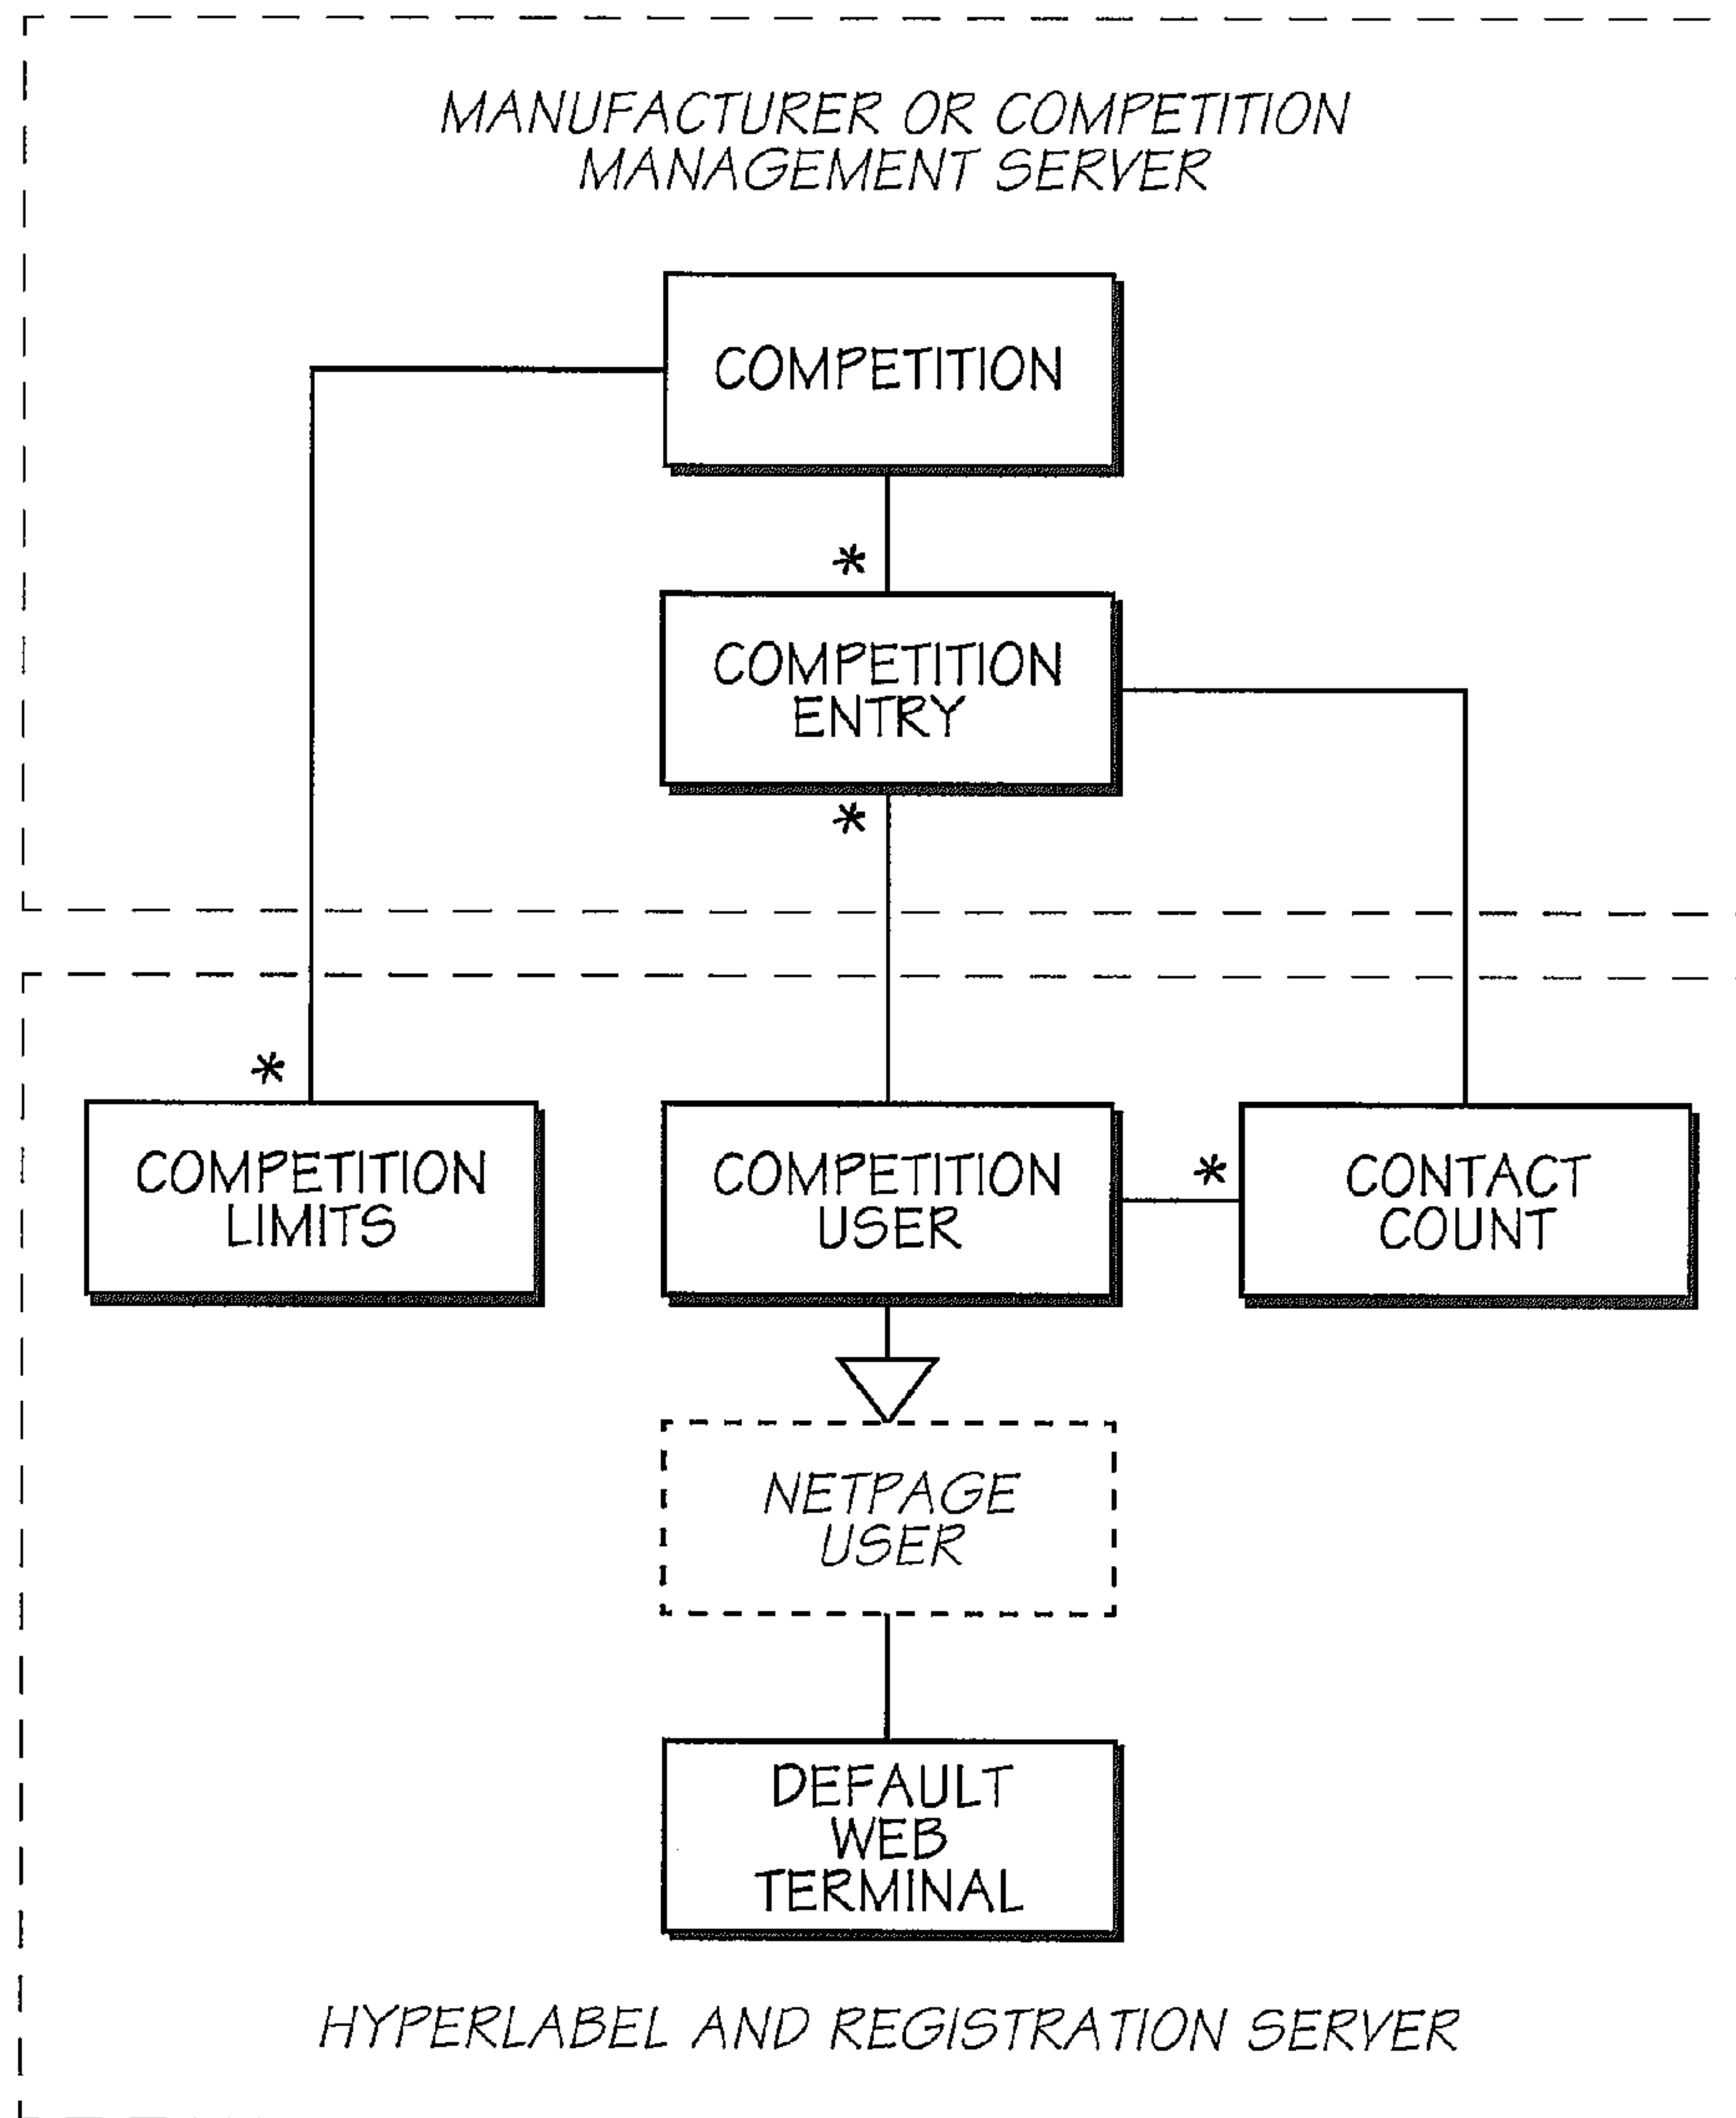 MANUFACTURER OR COMPETITION
MANAGEMENT SERVER
COMPETITION
*
COMPETITION
ENTRY
*
*
COMPETITION
LIMITS
COMPETITION
USER
*
CONTACT
COUNT
NETPAGE
USER
DEFAULT
WEB
TERMINAL
HYPERLABEL AND REGISTRATION SERVER